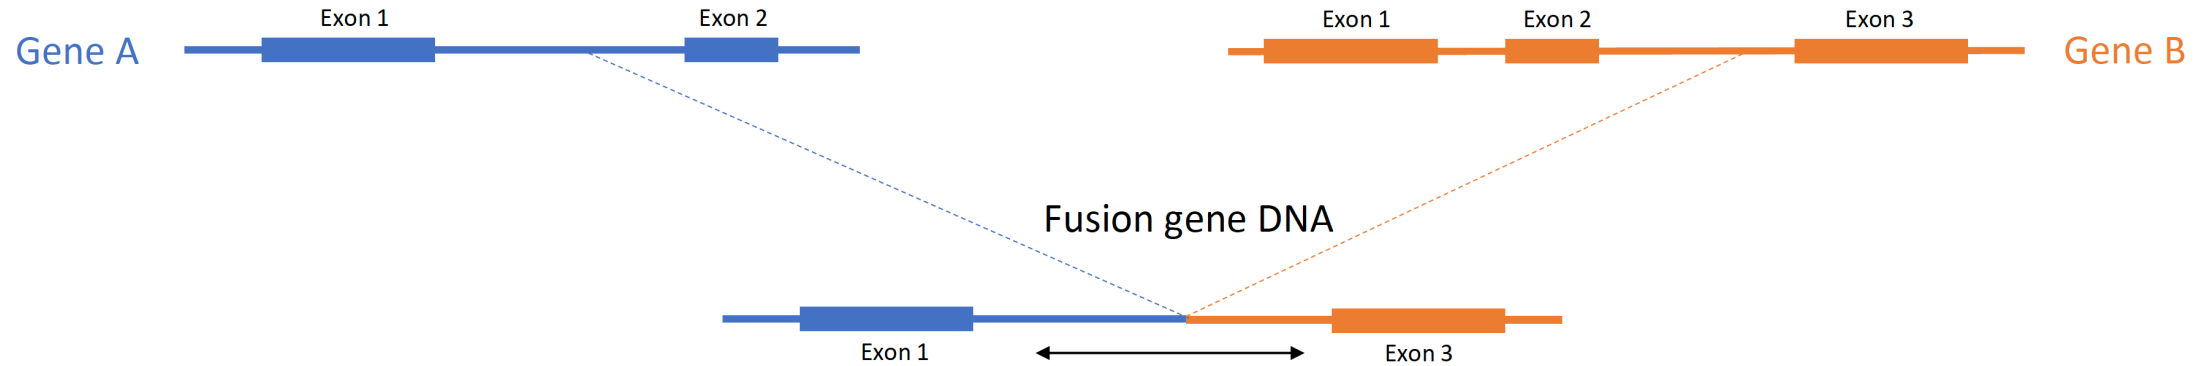 Exon 1
Exon 2
Exon 1
Exon 2
Exon 3
Gene A
Gene B
Fusion gene DNA
Exon 1
Exon 3